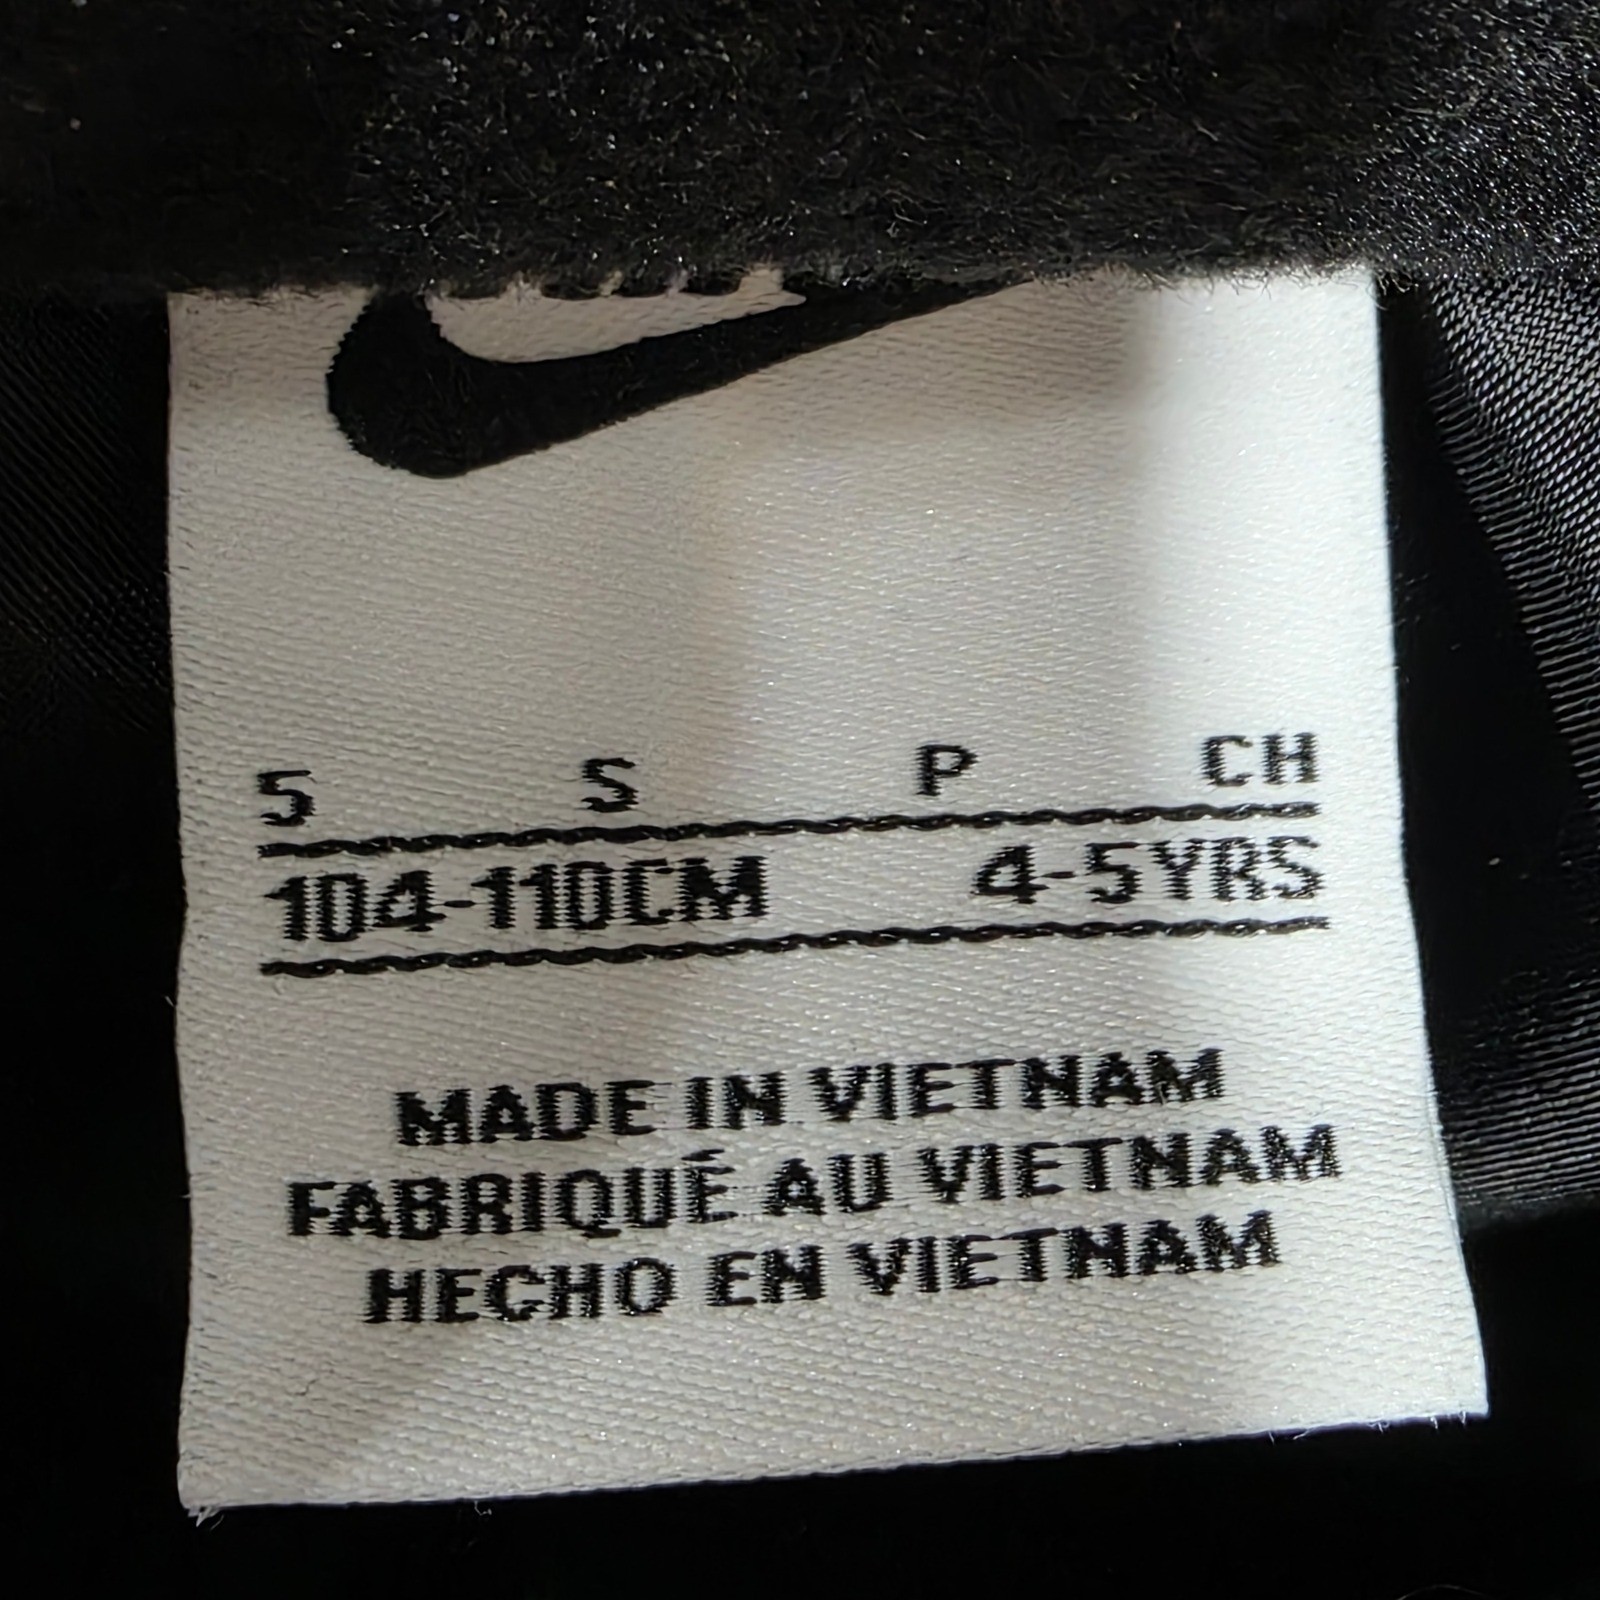 5 S P CH
104-110CM 4-5YRS
MADE IN VIETNAM
FABRIQUÉ AU VIETNAM
HECHO EN VIETNAM